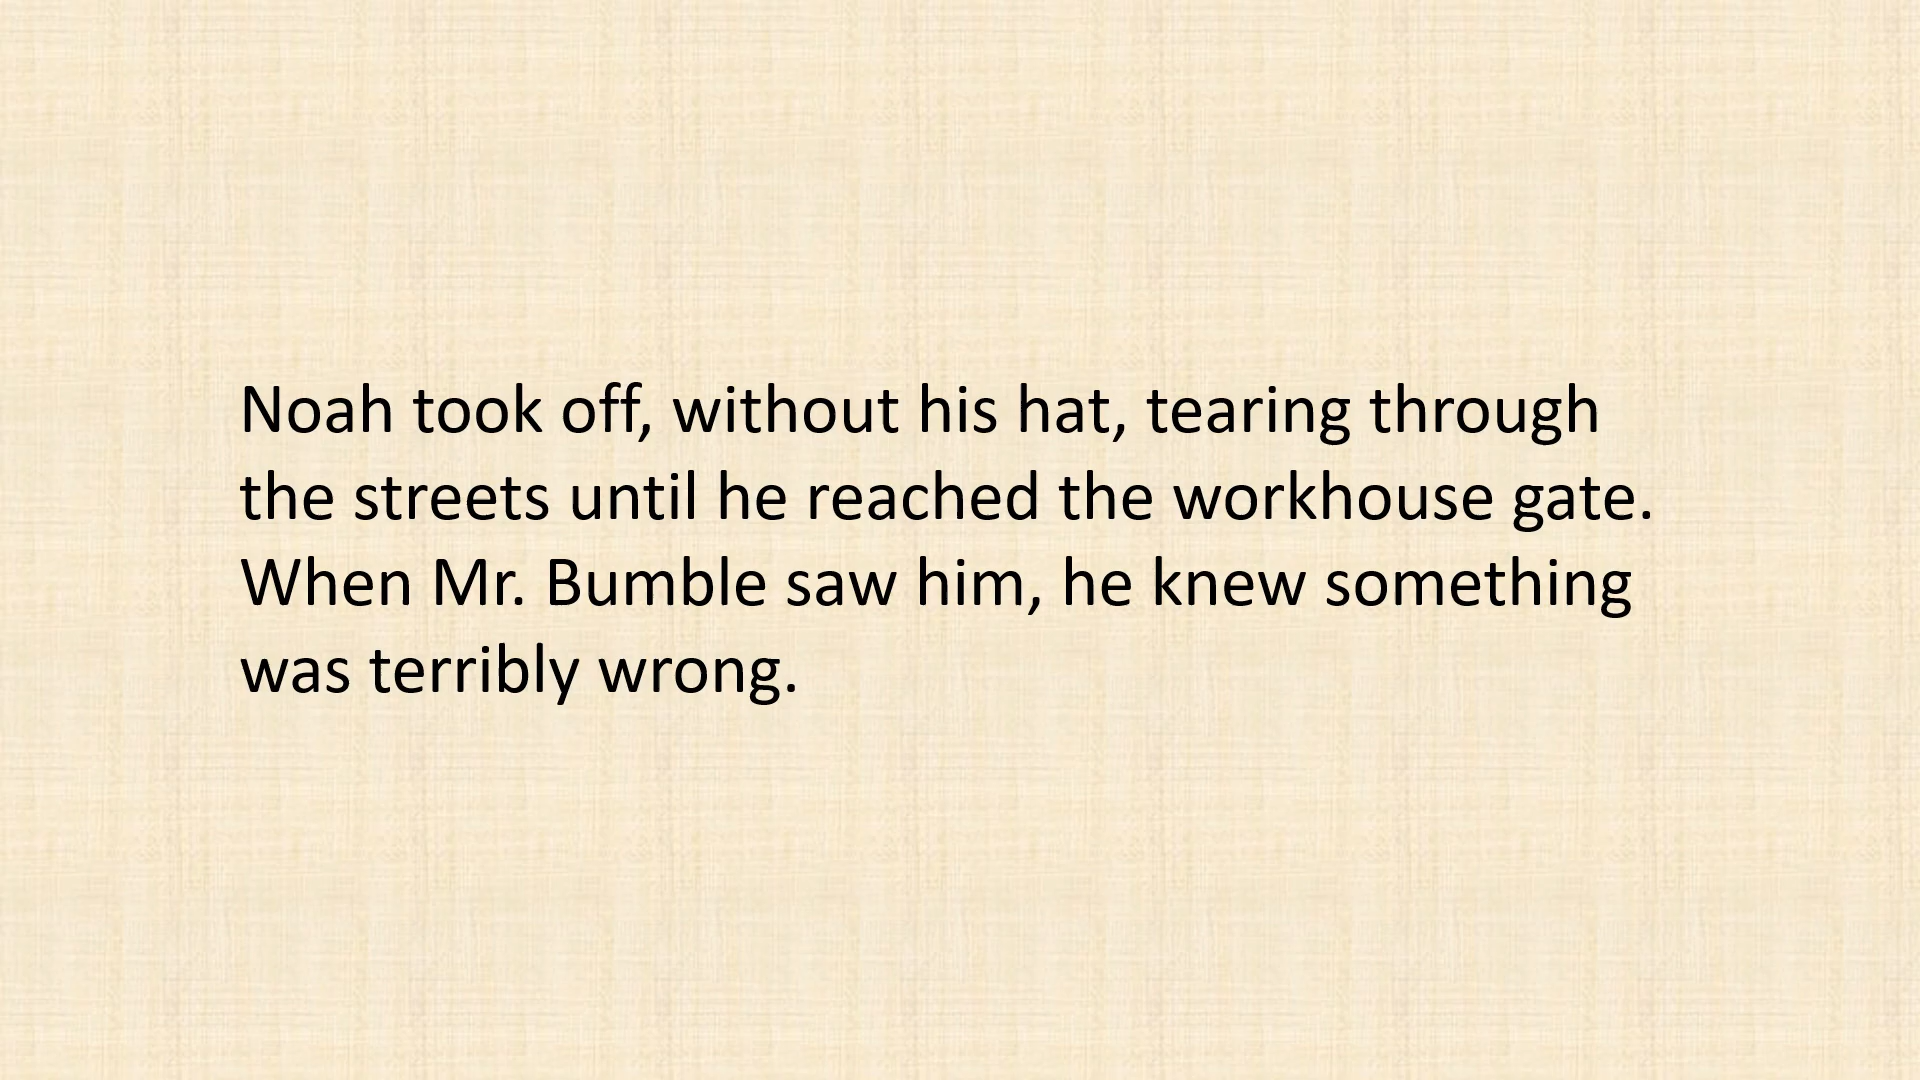 Noah took off, without his hat, tearing through
the streets until he reached the workhouse gate.
When Mr. Bumble saw him, he knew something
was terribly wrong.